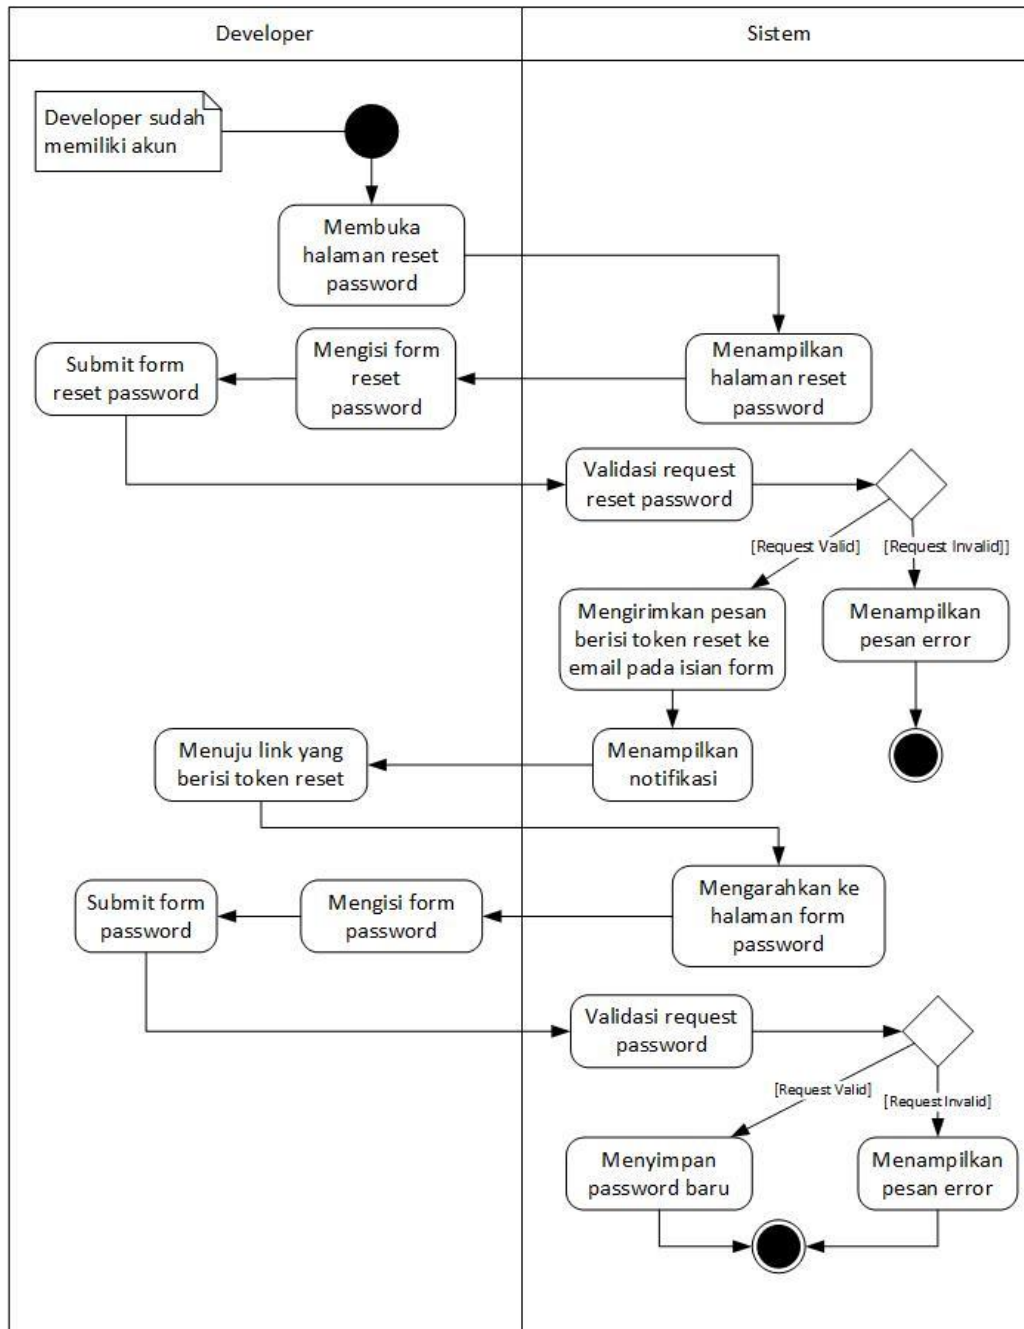 Developer
Sistem
Developer sudah
memiliki akun
Membuka
halaman reset
password
Menampilkan
halaman reset
password
Mengisi form
reset
password
Submit form
reset password
Validasi request
reset password
[Request Valid]
[Request Invalid]]
Mengirimkan pesan
berisi token reset ke
email pada isian form
Menampilkan
pesan error
Menampilkan
notifikasi
Menuju link yang
berisi token reset
Mengarahkan ke
halaman form
password
Mengisi form
password
Submit form
password
Validasi request
password
[Request Valid]
[Request Invalid]
Menyimpan
password baru
Menampilkan
pesan error